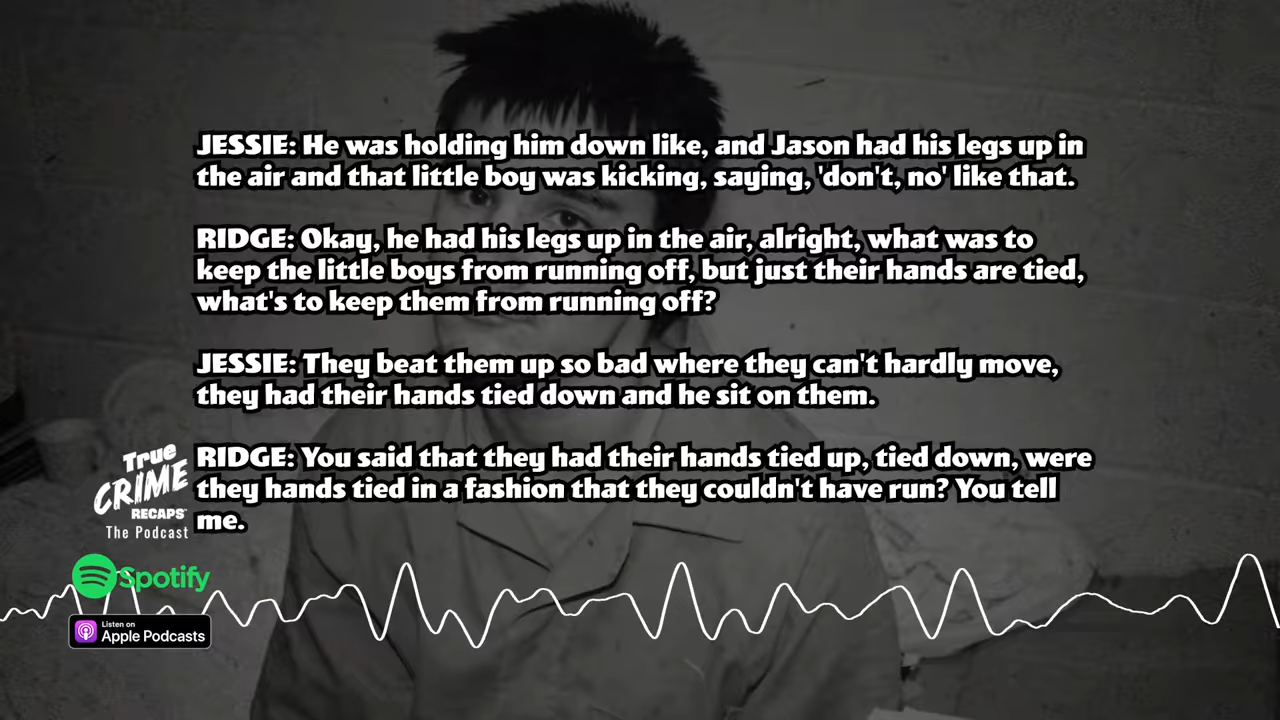 JESSIE: He was holding him down like, and Jason had his legs up in
the air and that little boy was kicking, saying, 'don't, no' like that.
RIDGE: Okay, he had his legs up in the air, alright, what was to
keep the little boys from running off, but just their hands are tied,
what's to keep them from running off?
JESSIE: They beat them up so bad where they can't hardly move,
they had their hands tied down and he sit on them.
RIDGE: You said that they had their hands tied up, tied down, were
they hands tied in a fashion that they couldn't have run? You tell
me.
True
CRIME
RECAPS
The Podcast
Spotify
Listen on
Apple Podcasts